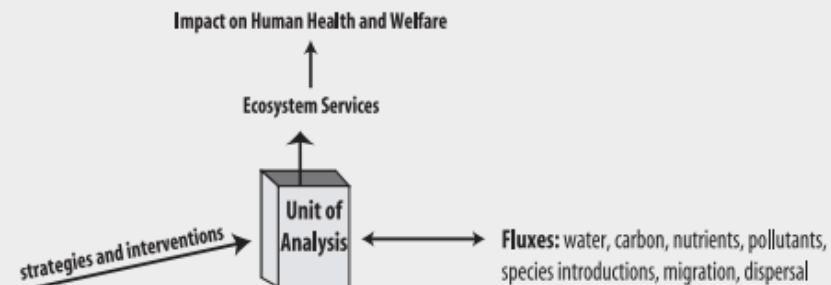 Impact on Human Health and Welfare
Ecosystem Services
Unit of
Analysis
strategies and interventions
Fluxes: water, carbon, nutrients, pollutants,
species introductions, migration, dispersal